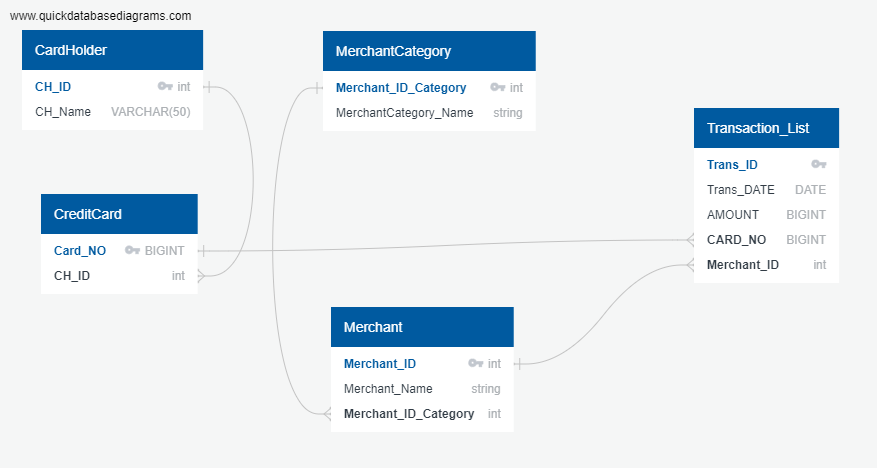 www.quickdatabasediagrams.com
CardHolder
CH_ID int
CH_Name VARCHAR(50)
MerchantCategory
Merchant_ID_Category int
MerchantCategory_Name string
Transaction_List
Trans_ID
Trans_DATE DATE
AMOUNT BIGINT
CARD_NO BIGINT
Merchant_ID int
CreditCard
Card_NO BIGINT
CH_ID int
Merchant
Merchant_ID int
Merchant_Name string
Merchant_ID_Category int